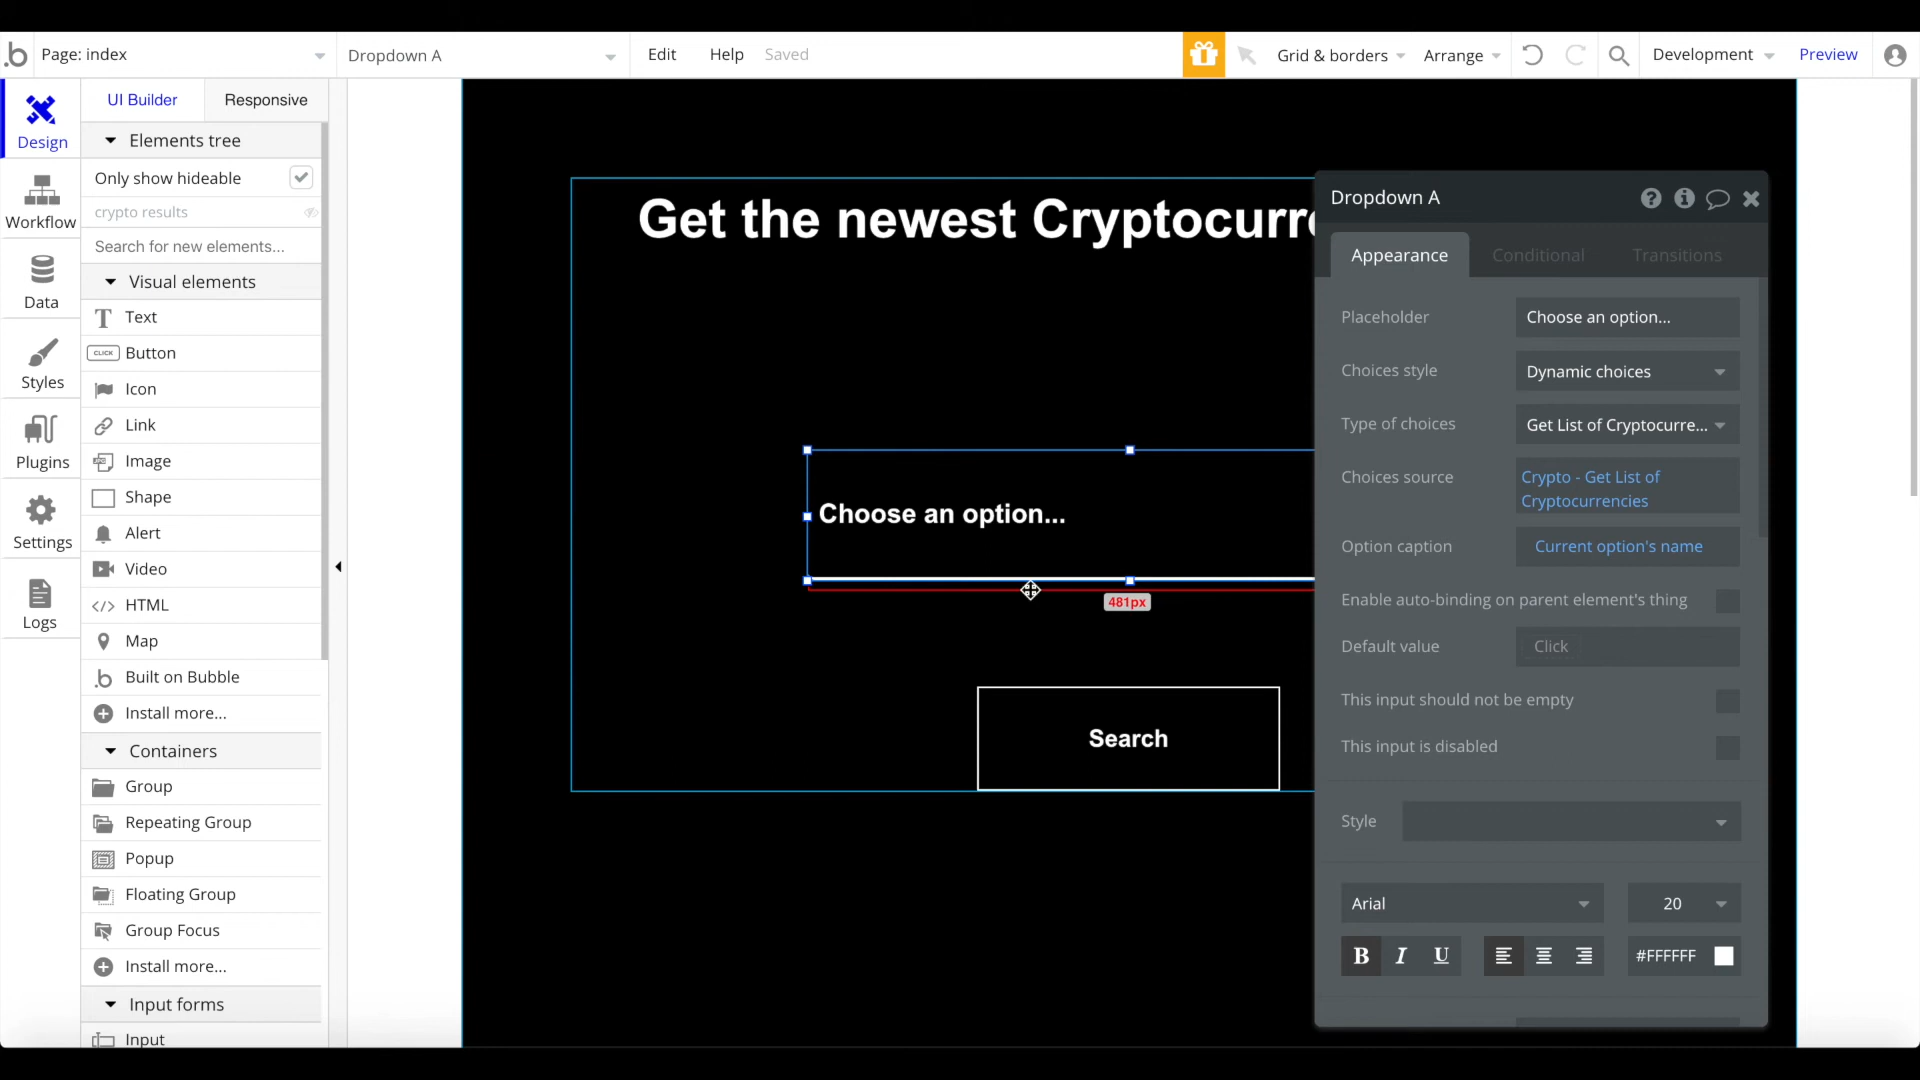 Page: index
Dropdown A
Edit
Help
Saved
Grid & borders
Arrange
Development
Preview
Design
Workflow
Data
Styles
Plugins
Settings
Logs
UI Builder
Responsive
Elements tree
Only show hideable
crypto results
Search for new elements...
Visual elements
Text
CLICK
Button
Icon
Link
Image
Shape
Alert
Video
HTML
Map
Built on Bubble
Install more...
Containers
Group
Repeating Group
Popup
Floating Group
Group Focus
Install more...
Input forms
Input
Get the newest Cryptocurre
Choose an option...
481px
Search
Dropdown A
Appearance
Conditional
Transitions
Placeholder
Choose an option...
Choices style
Dynamic choices
Type of choices
Get List of Cryptocurre...
Choices source
Crypto - Get List of
Cryptocurrencies
Option caption
Current option's name
Enable auto-binding on parent element's thing
Default value
Click
This input should not be empty
This input is disabled
Style
Arial
20
B
I
U
#FFFFFF